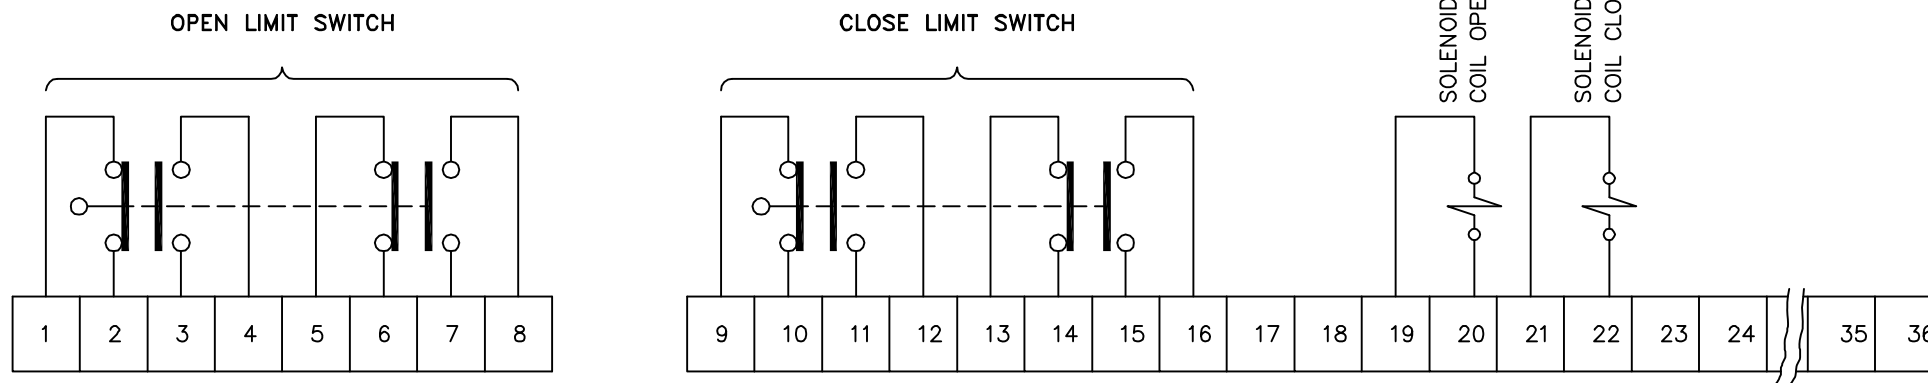 OPEN LIMIT SWITCH
CLOSE LIMIT SWITCH
SOLENOID
COIL OPE
SOLENOID
COIL CLO
1 2 3 4 5 6 7 8 9 10 11 12 13 14 15 16 17 18 19 20 21 22 23 24 35 36